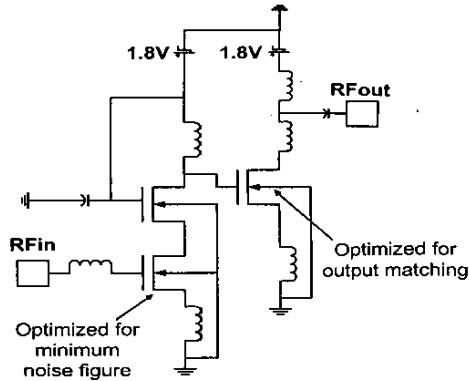 1.8V
1.8V
RFout
RFin
Optimized for
output matching
Optimized for
minimum
noise figure